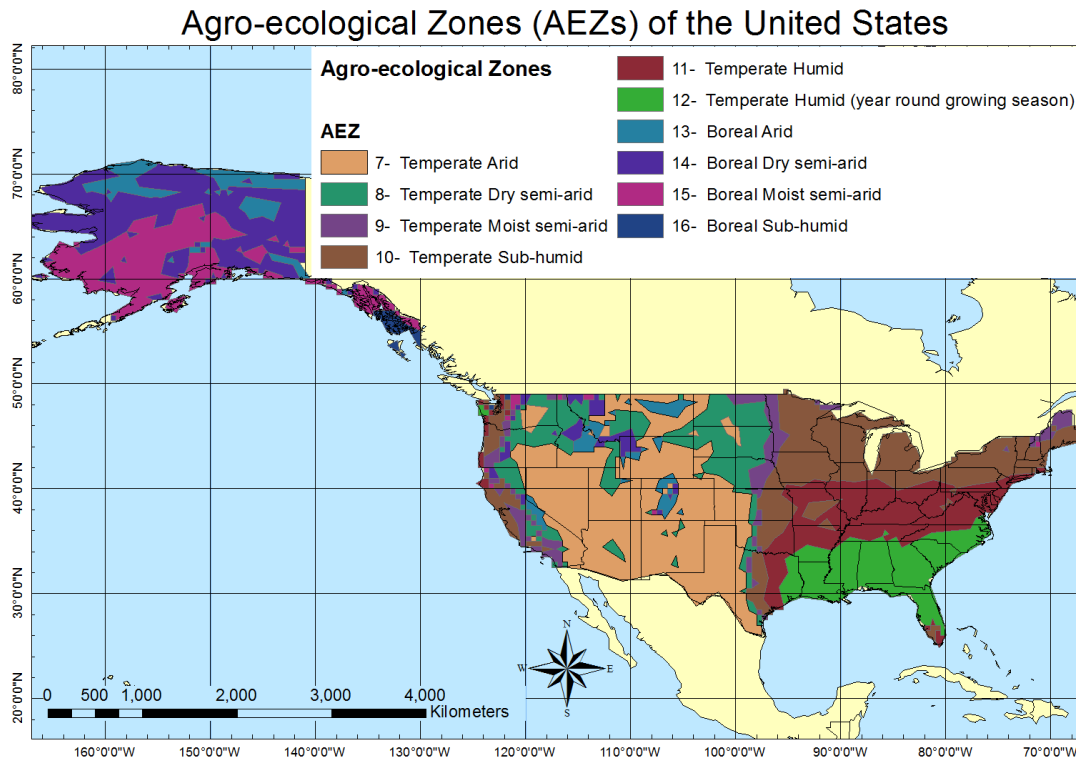 Agro-ecological Zones (AEZs) of the United States
Agro-ecological Zones
AEZ
7- Temperate Arid
8- Temperate Dry semi-arid
9- Temperate Moist semi-arid
10- Temperate Sub-humid
11- Temperate Humid
12- Temperate Humid (year round growing season)
13- Boreal Arid
14- Boreal Dry semi-arid
15- Boreal Moist semi-arid
16- Boreal Sub-humid
80°0'0"N
70°0'0"N
60°0'0"N
50°0'0"N
40°0'0"N
30°0'0"N
20°0'0"N
N
W
E
S
0 500 1,000 2,000 3,000 4,000
Kilometers
160°0'0"W 150°0'0"W 140°0'0"W 130°0'0"W 120°0'0"W 110°0'0"W 100°0'0"W 90°0'0"W 80°0'0"W 70°0'0"W